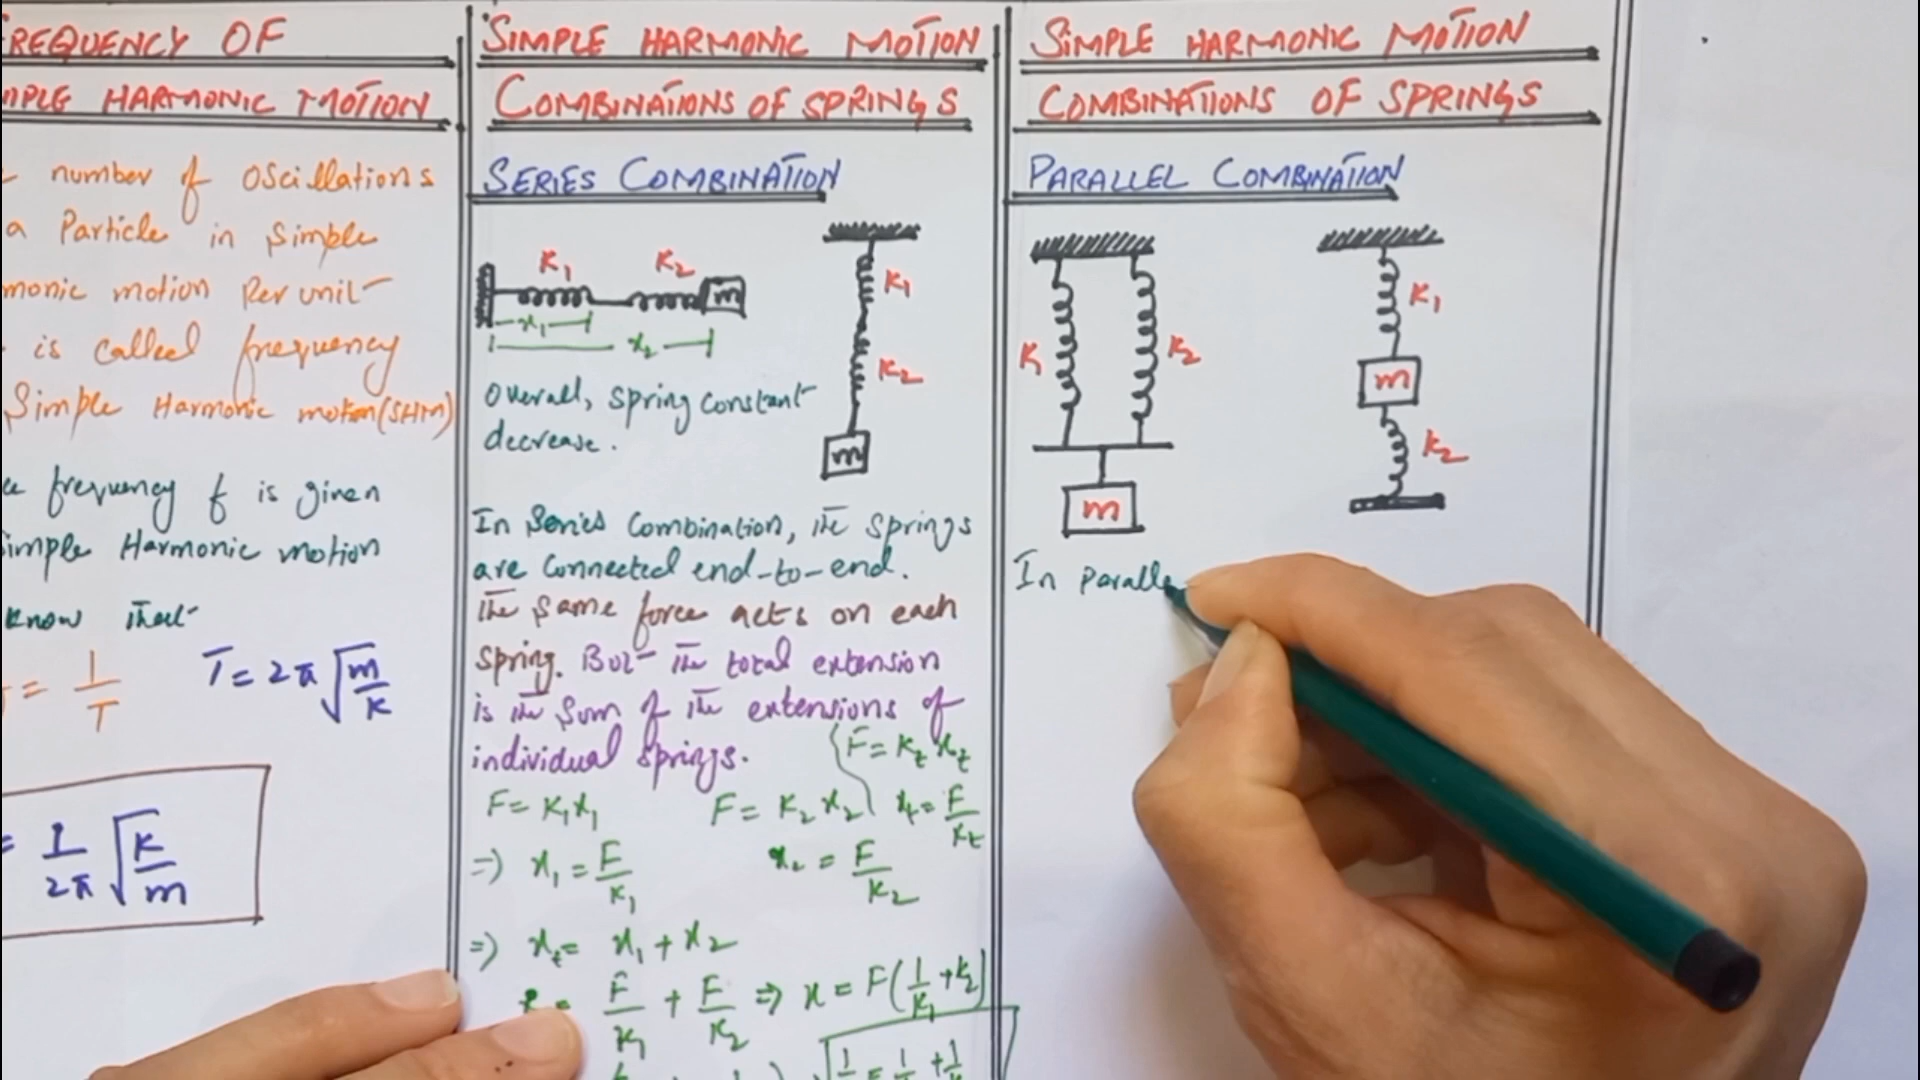 REQUENCY OF
MPLE HARMONIC MOTION
number of Oscillations
a Particle in Simple
monic motion Per unit
is called frequency
Simple Harmonic motion (SHM)
frequency f is given
imple Harmonic motion
know that
= 1/T
T = 2π√(m/K)
= 1/2π √(K/m)
SIMPLE HARMONIC MOTION
COMBINATIONS OF SPRINGS
SERIES COMBINATION
K1 K2 m
x1
x2
K1
K2
m
Overall, spring constant
decrease.
In Series Combination, the springs
are connected end-to-end.
The same force acts on each
spring. But the total extension
is the sum of the extensions of
individual springs.
F = Kt xt
F = K1x1 F = K2 x2 xt = F/Kt
=> x1 = F/K1 x2 = F/K2
=> xt = x1 + x2
= F/K1 + F/K2 => x = F(1/K1 + K2)
SIMPLE HARMONIC MOTION
COMBINATIONS OF SPRINGS
PARALLEL COMBINATION
K K2
m
K1
m
K2
In Paralle